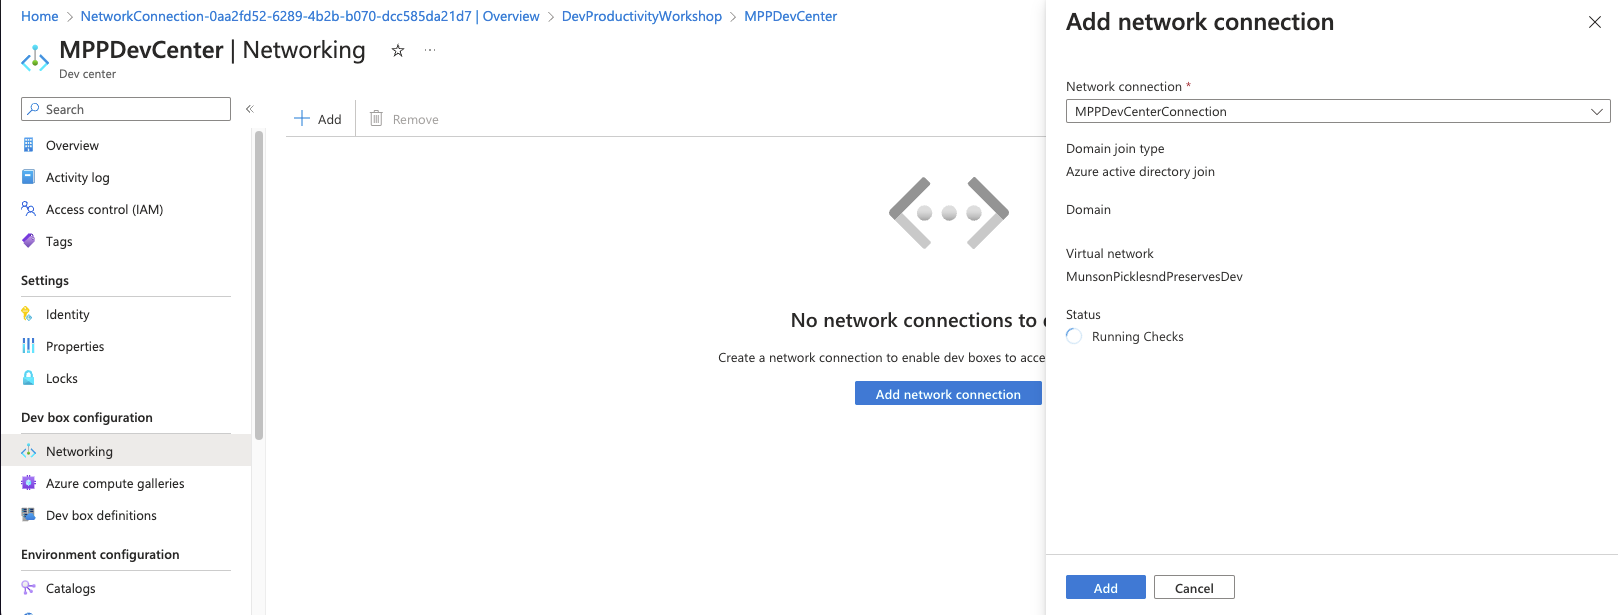 Home > NetworkConnection-0aa2fd52-6289-4b2b-b070-dcc585da21d7 | Overview > DevProductivityWorkshop > MPPDevCenter
MPPDevCenter | Networking
Dev center
Search
Overview
Activity log
Access control (IAM)
Tags
Settings
Identity
Properties
Locks
Dev box configuration
Networking
Azure compute galleries
Dev box definitions
Environment configuration
Catalogs
Add
Remove
No network connections to
Create a network connection to enable dev boxes to acce
Add network connection
Add network connection
Network connection *
MPPDevCenterConnection
Domain join type
Azure active directory join
Domain
Virtual network
MunsonPicklesndPreservesDev
Status
Running Checks
Add
Cancel